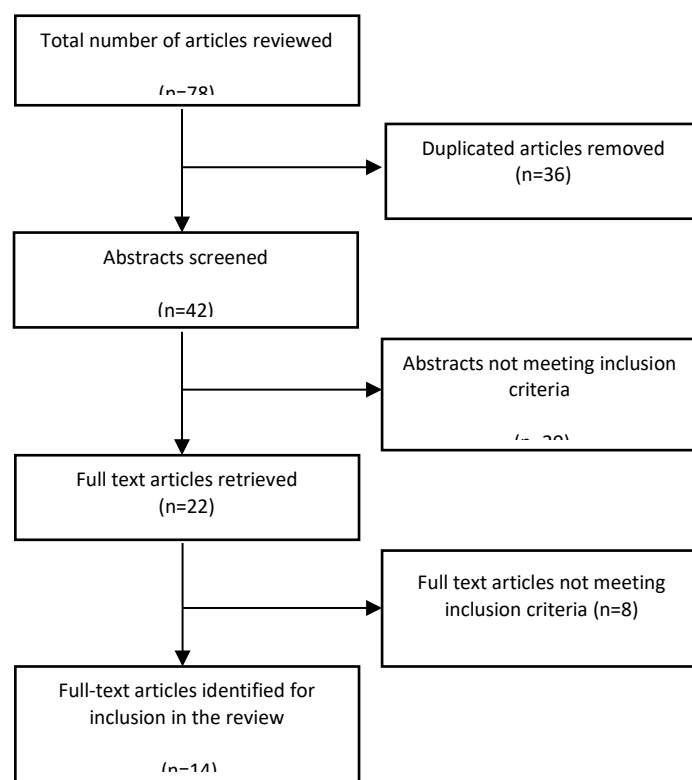 Total number of articles reviewed
(n=78)
Duplicated articles removed
(n=36)
Abstracts screened
(n=42)
Abstracts not meeting inclusion
criteria
(n=20)
Full text articles retrieved
(n=22)
Full text articles not meeting
inclusion criteria (n=8)
Full-text articles identified for
inclusion in the review
(n=14)